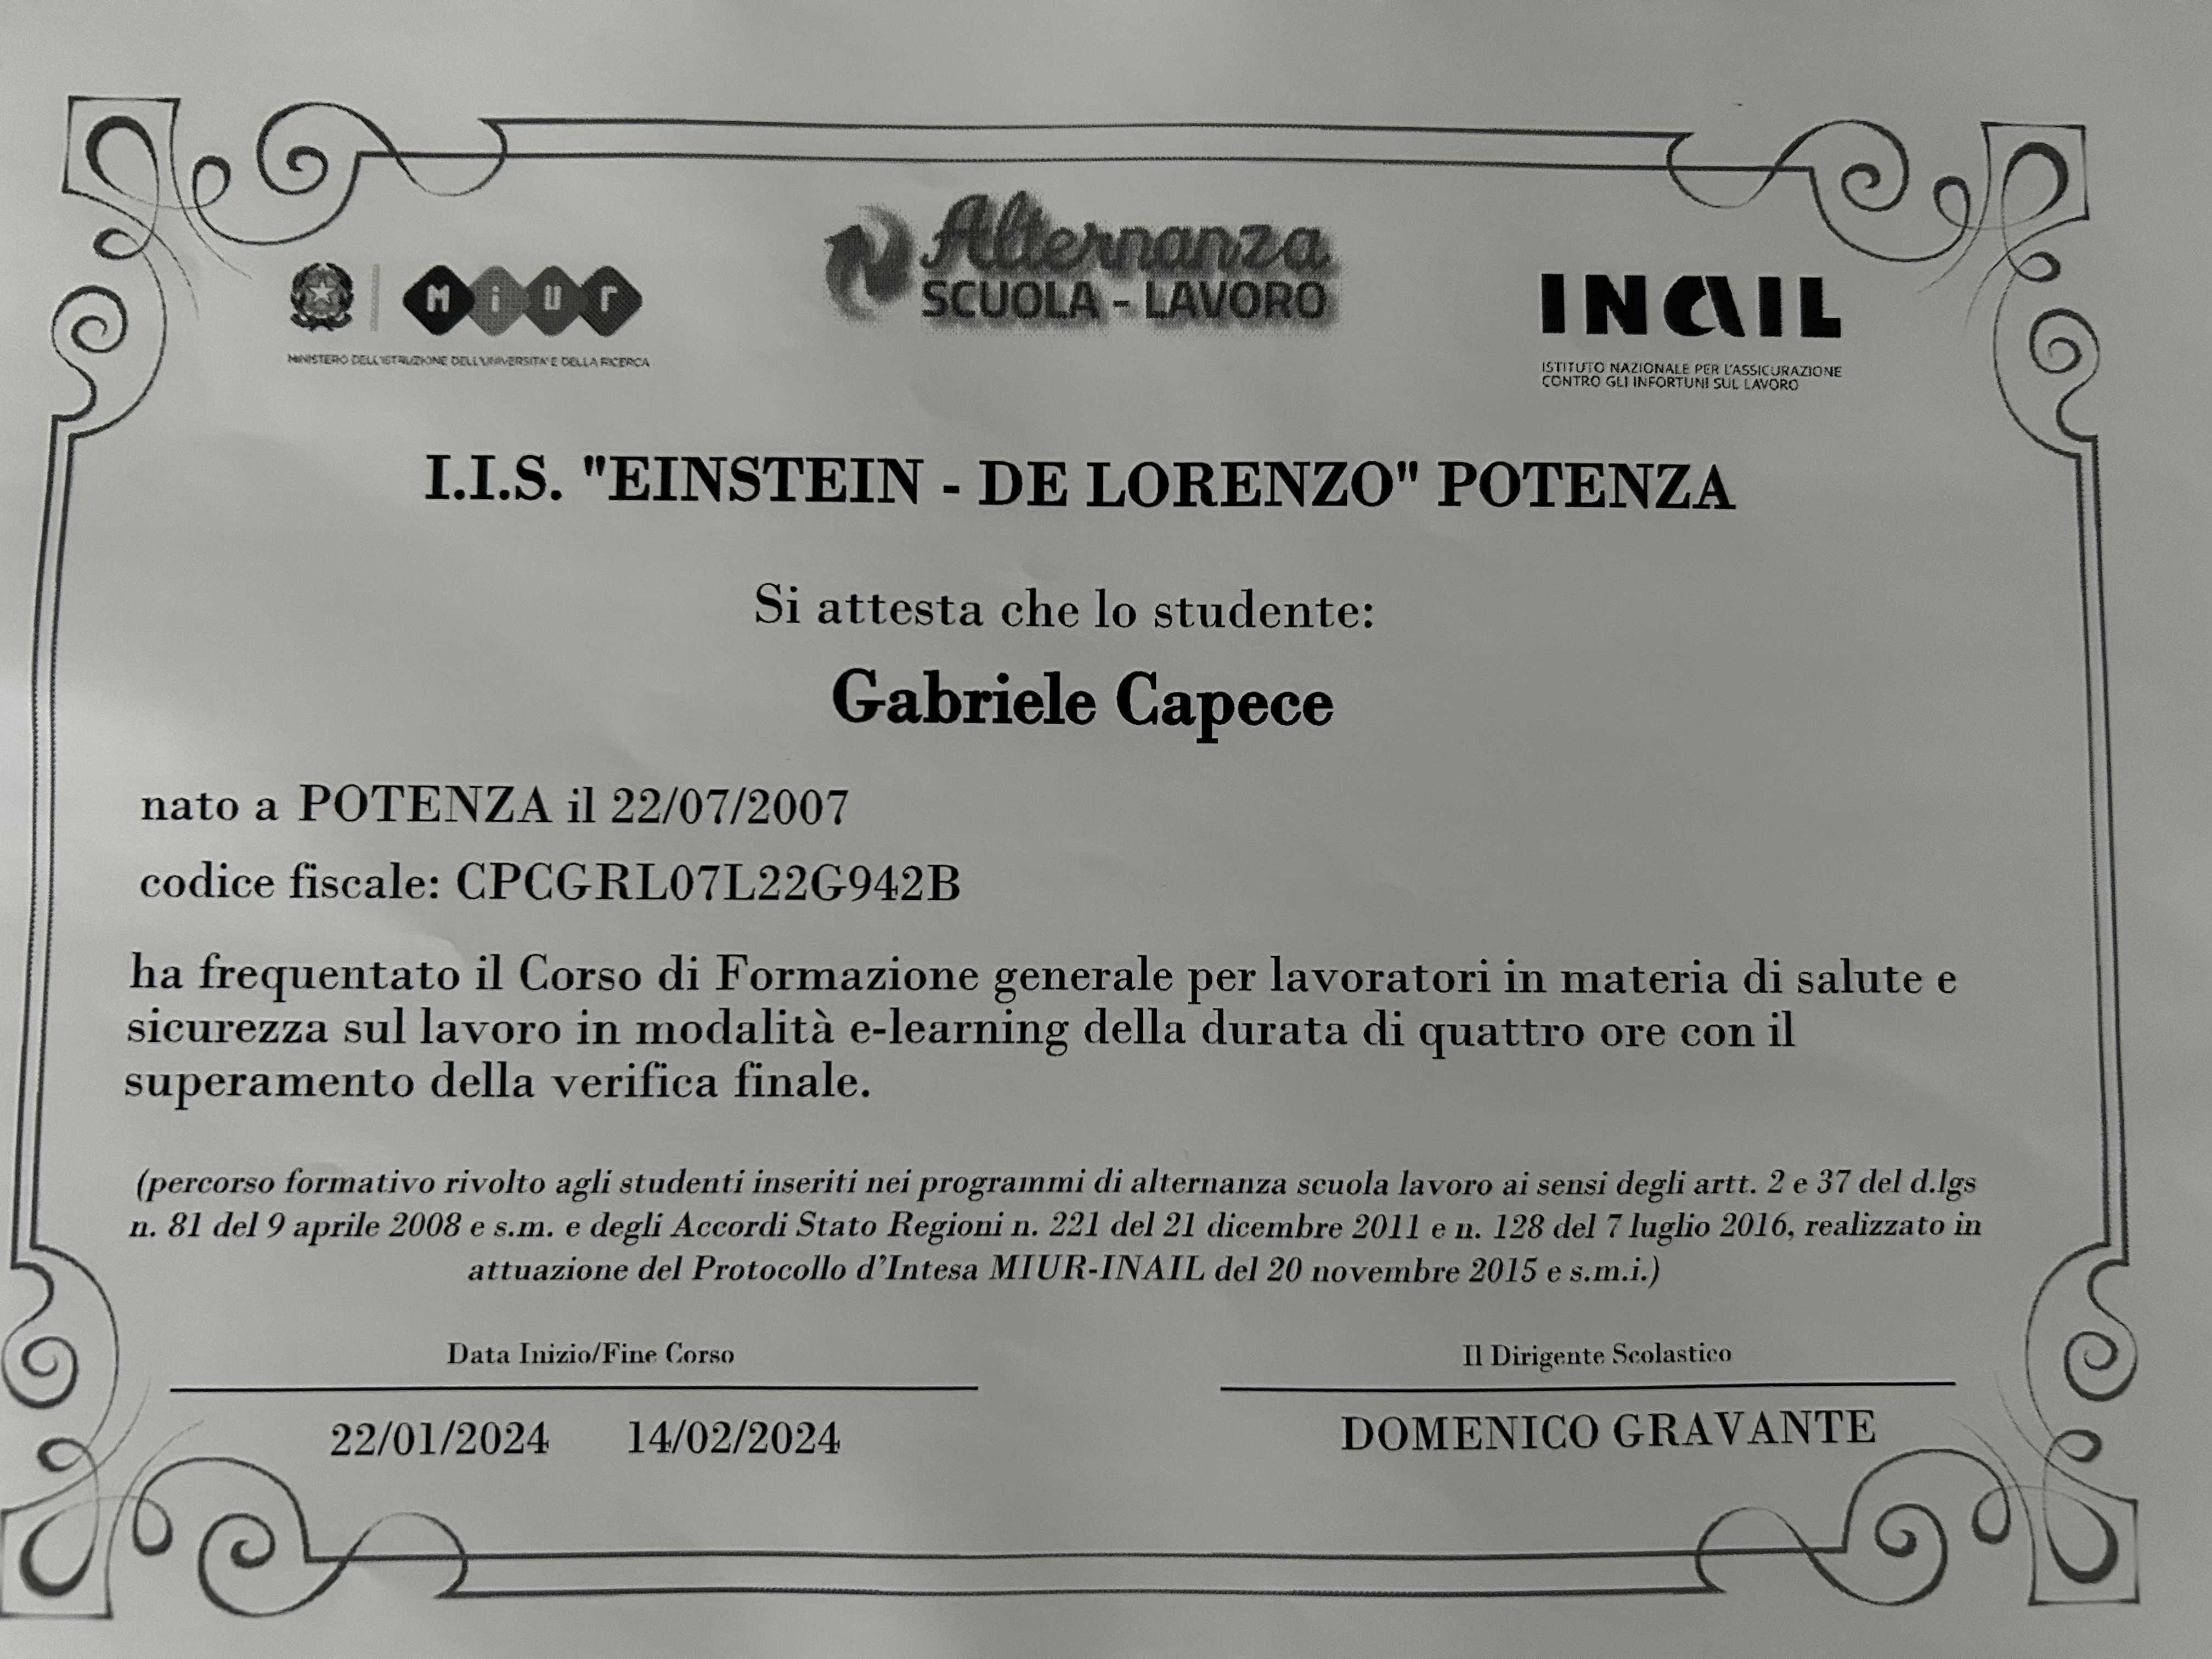 Alternanza
SCUOLA - LAVORO
Miur
MINISTERO DELL'ISTRUZIONE DELL'UNIVERSITA' E DELLA RICERCA
INAIL
ISTITUTO NAZIONALE PER L'ASSICURAZIONE
CONTRO GLI INFORTUNI SUL LAVORO
I.I.S. "EINSTEIN - DE LORENZO" POTENZA
Si attesta che lo studente:
Gabriele Capece
nato a POTENZA il 22/07/2007
codice fiscale: CPCGRL07L22G942B
ha frequentato il Corso di Formazione generale per lavoratori in materia di salute e
sicurezza sul lavoro in modalità e-learning della durata di quattro ore con il
superamento della verifica finale.
(percorso formativo rivolto agli studenti inseriti nei programmi di alternanza scuola lavoro ai sensi degli artt. 2 e 37 del d.lgs
n. 81 del 9 aprile 2008 e s.m. e degli Accordi Stato Regioni n. 221 del 21 dicembre 2011 e n. 128 del 7 luglio 2016, realizzato in
attuazione del Protocollo d'Intesa MIUR-INAIL del 20 novembre 2015 e s.m.i.)
Data Inizio/Fine Corso
22/01/2024 14/02/2024
Il Dirigente Scolastico
DOMENICO GRAVANTE